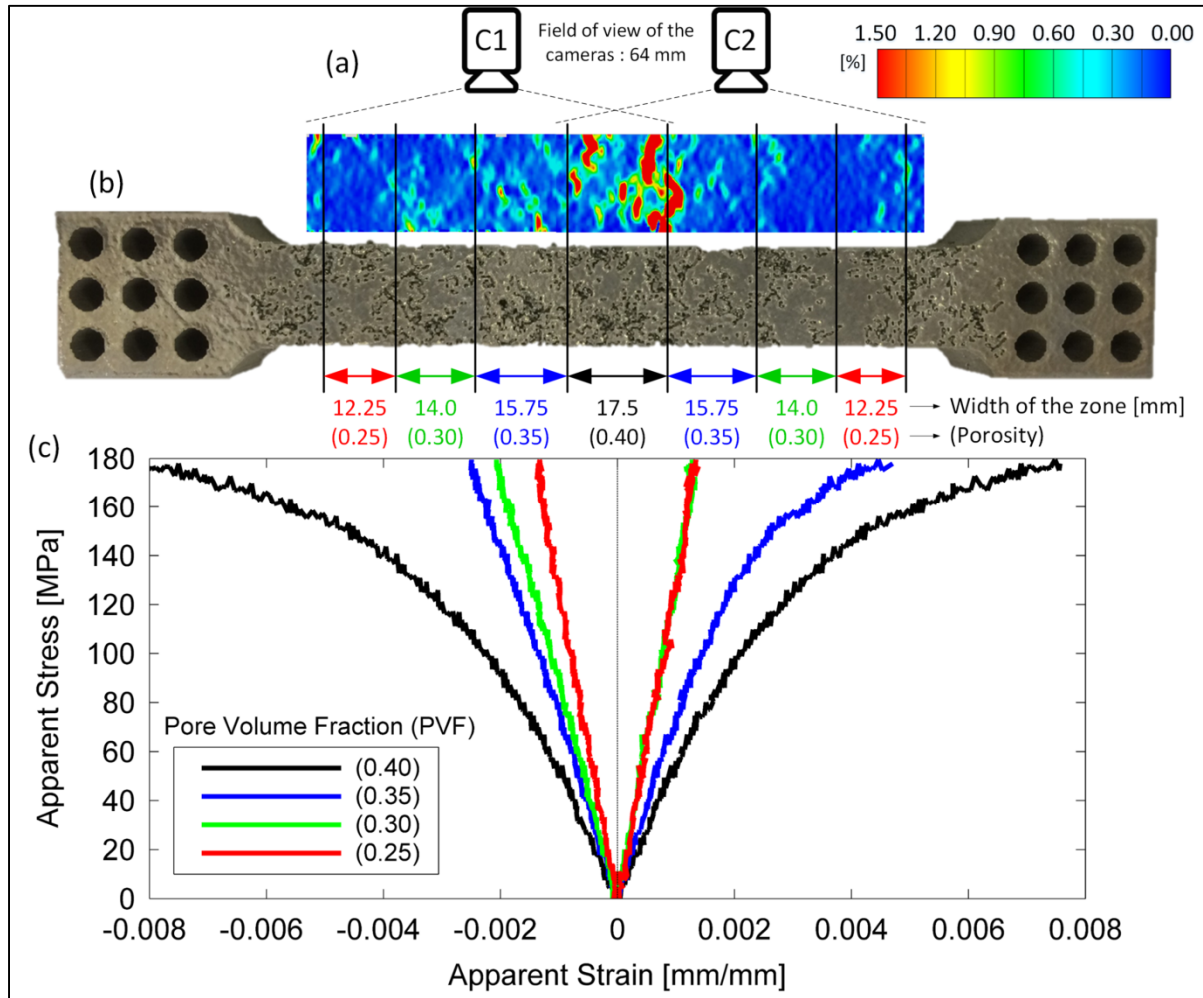 C1
Field of view of the
cameras : 64 mm
C2
1.50 1.20 0.90 0.60 0.30 0.00
[%]
(a)
(b)
12.25 14.0 15.75 17.5 15.75 14.0 12.25 Width of the zone [mm]
(0.25) (0.30) (0.35) (0.40) (0.35) (0.30) (0.25) (Porosity)
(c)
180
160
140
120
100
80
60
40
20
0
Apparent Stress [MPa]
Pore Volume Fraction (PVF)
(0.40)
(0.35)
(0.30)
(0.25)
-0.008 -0.006 -0.004 -0.002 0 0.002 0.004 0.006 0.008
Apparent Strain [mm/mm]